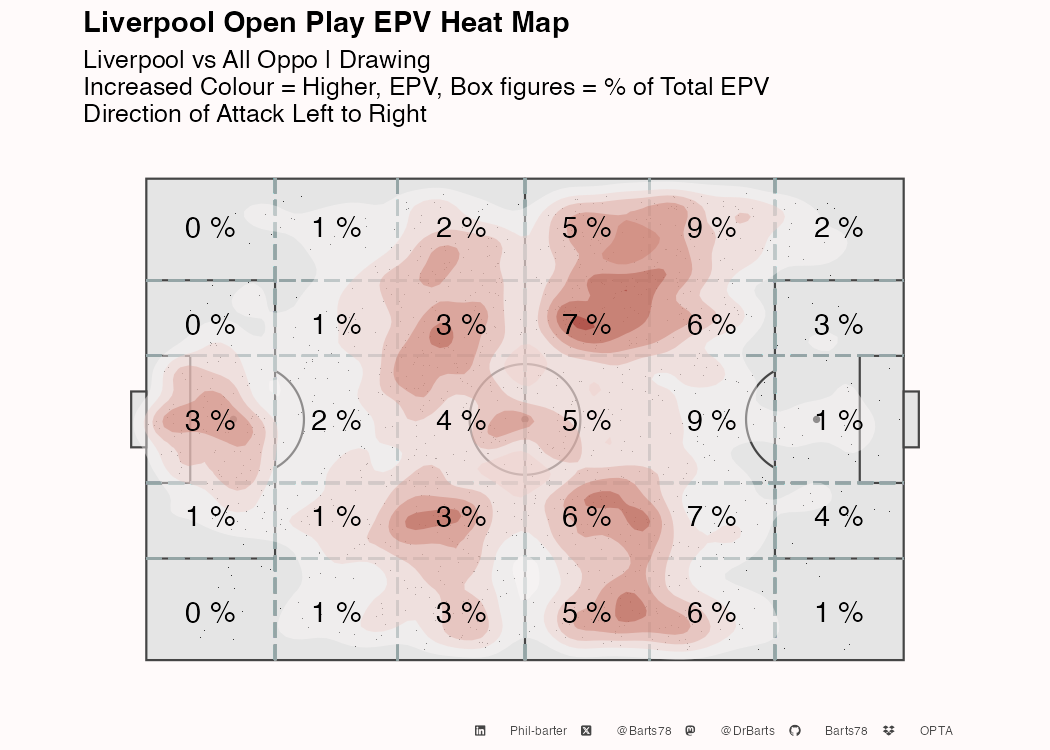 Liverpool Open Play EPV Heat Map
Liverpool vs All Oppo | Drawing
Increased Colour = Higher, EPV, Box figures = % of Total EPV
Direction of Attack Left to Right
0 % 1 % 2 % 5 % 9 % 2 %
0 % 1 % 3 % 7 % 6 % 3 %
3 % 2 % 4 % 5 % 9 % 1 %
1 % 1 % 3 % 6 % 7 % 4 %
0 % 1 % 3 % 5 % 6 % 1 %
Phil-barter @Barts78 @DrBarts Barts78 OPTA